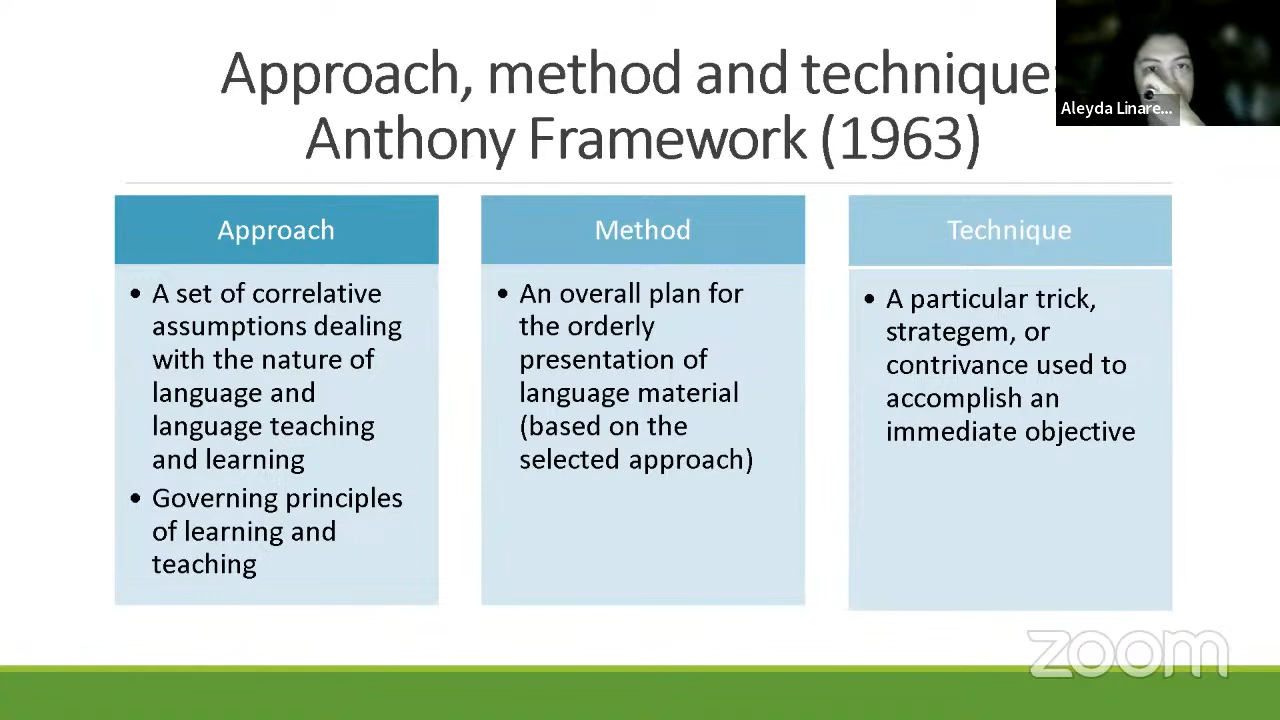 Approach, method and technique:
Anthony Framework (1963)
Aleyda Linare...
Approach
• A set of correlative
assumptions dealing
with the nature of
language and
language teaching
and learning
• Governing principles
of learning and
teaching
Method
• An overall plan for
the orderly
presentation of
language material
(based on the
selected approach)
Technique
• A particular trick,
strategem, or
contrivance used to
accomplish an
immediate objective
zoom